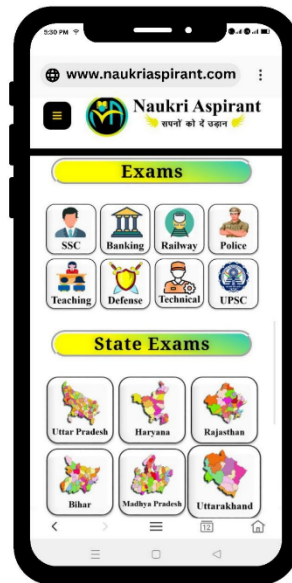 5:30 PM
www.naukriaspirant.com
Naukri Aspirant
सपनों को दें उड़ान
Exams
SSC Banking Railway Police
Teaching Defense Technical UPSC
State Exams
Uttar Pradesh Haryana Rajasthan
Bihar Madhya Pradesh Uttarakhand
12